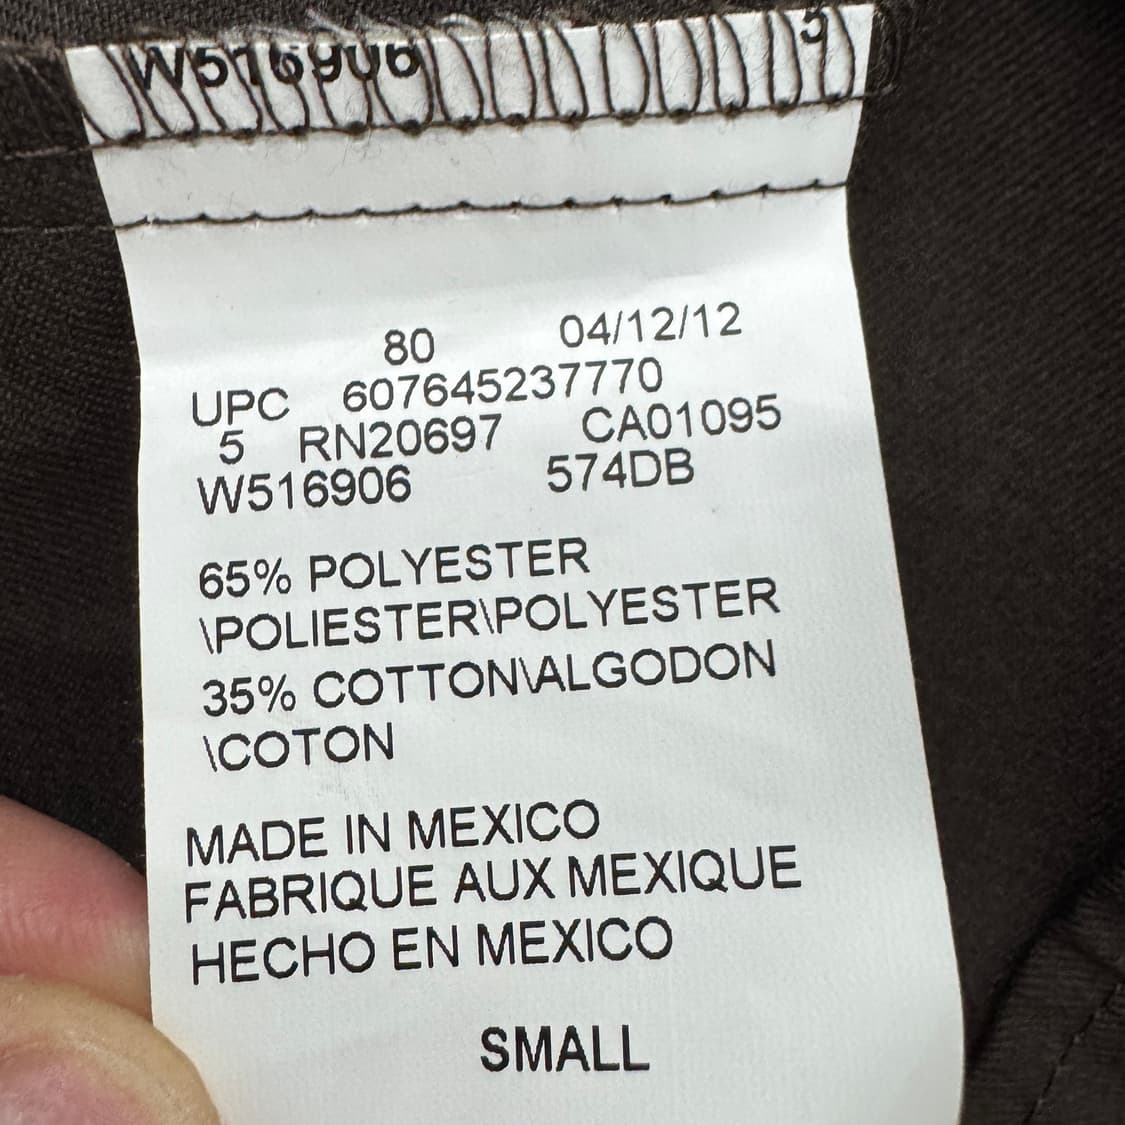 W516906 5
80 04/12/12
UPC 607645237770
5 RN20697 CA01095
W516906 574DB
65% POLYESTER
\POLIESTER\POLYESTER
35% COTTON\ALGODON
\COTON
MADE IN MEXICO
FABRIQUE AUX MEXIQUE
HECHO EN MEXICO
SMALL